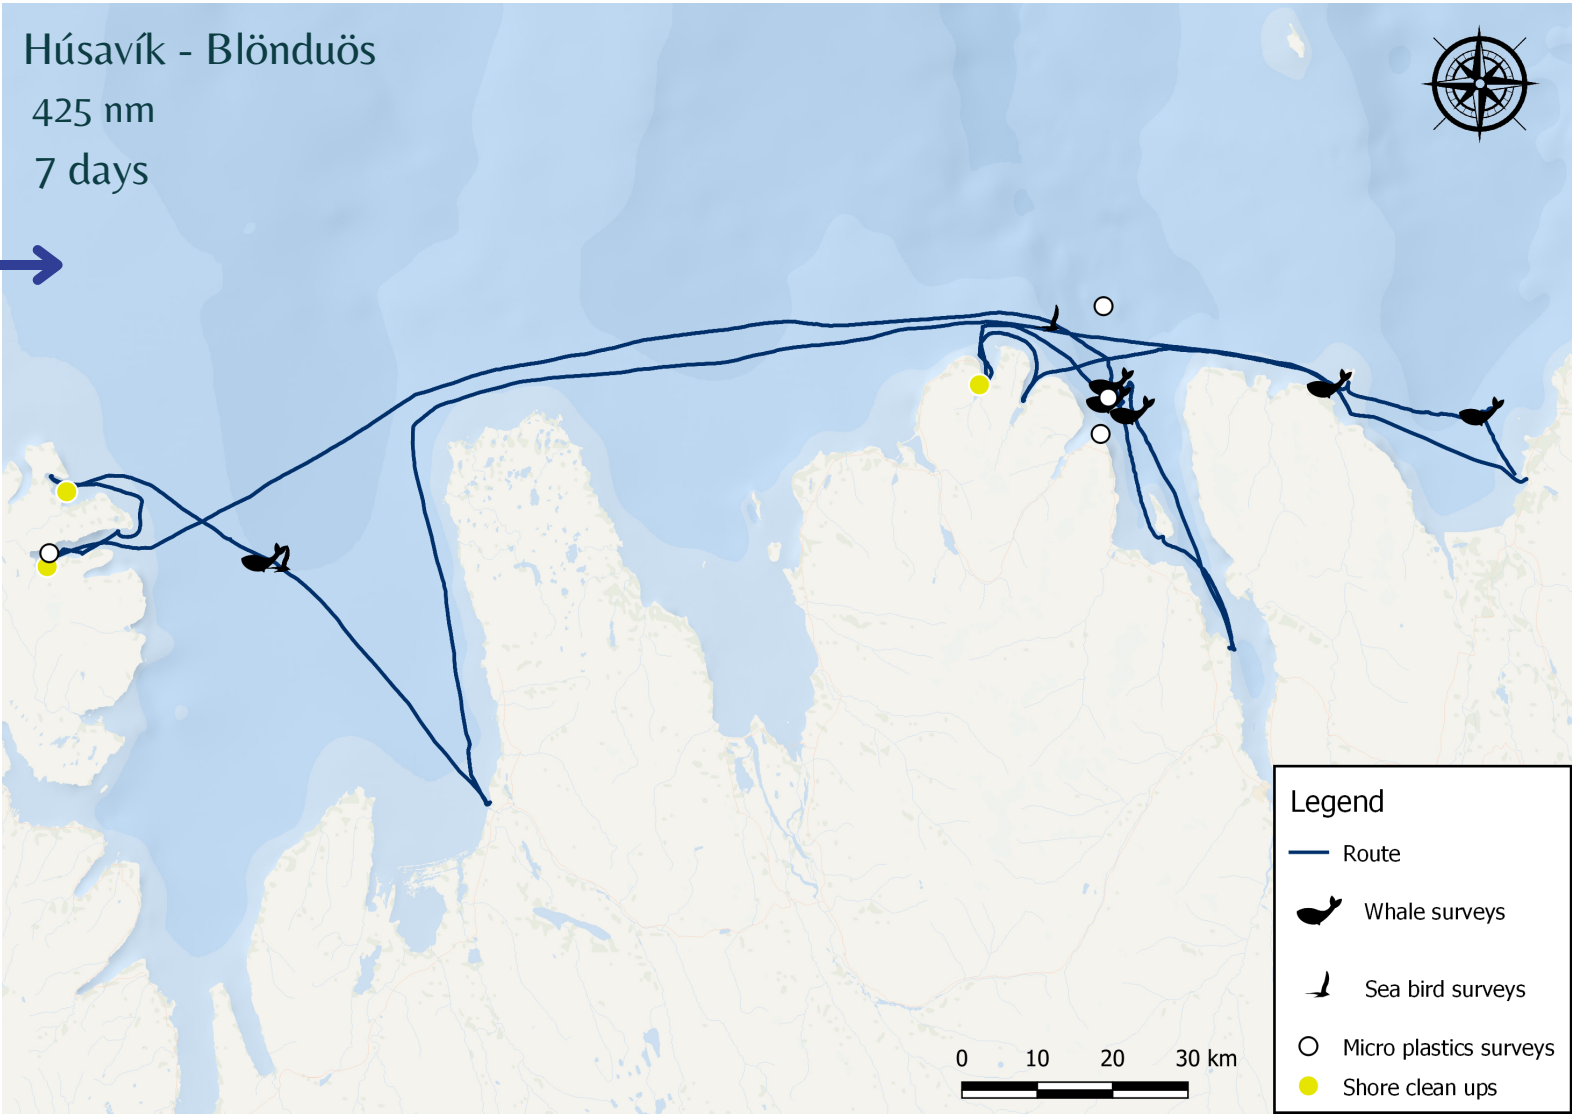 Húsavík - Blönduös
425 nm
7 days
Legend
Route
Whale surveys
Sea bird surveys
Micro plastics surveys
Shore clean ups
0 10 20 30 km